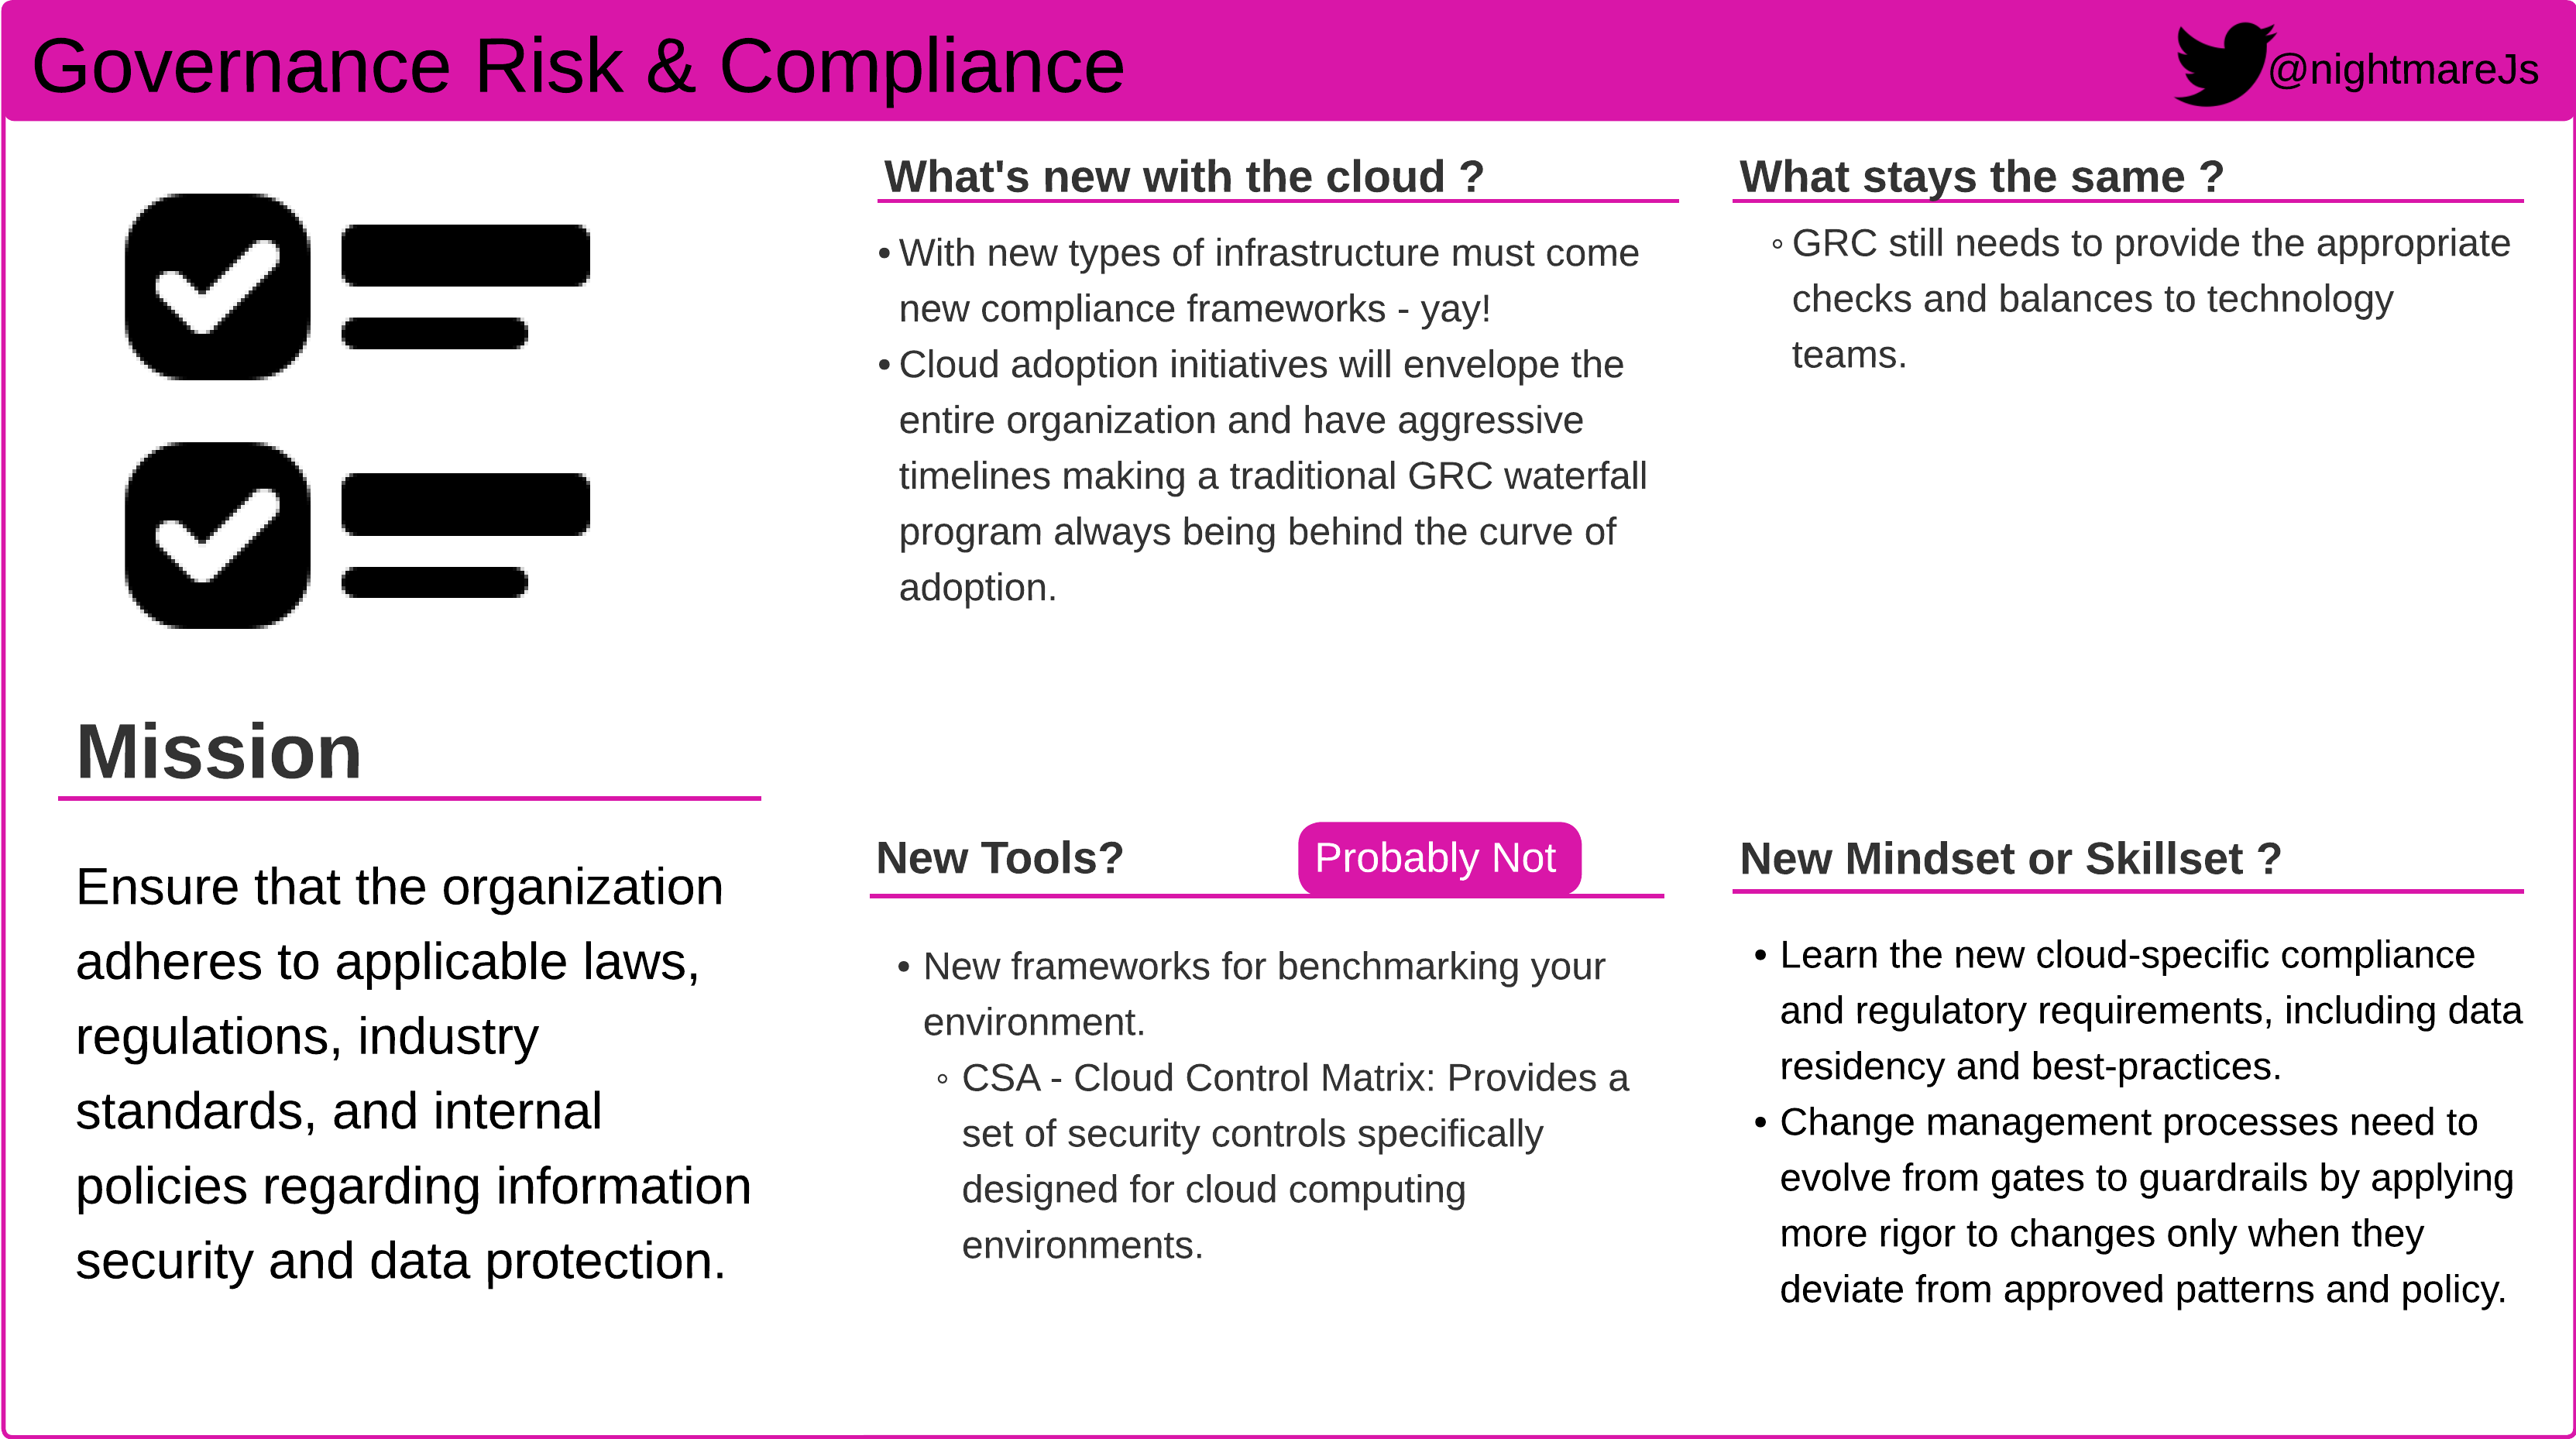 Governance Risk & Compliance
@nightmareJs
Mission
Ensure that the organization
adheres to applicable laws,
regulations, industry
standards, and internal
policies regarding information
security and data protection.
What's new with the cloud ?
• With new types of infrastructure must come
new compliance frameworks - yay!
• Cloud adoption initiatives will envelope the
entire organization and have aggressive
timelines making a traditional GRC waterfall
program always being behind the curve of
adoption.
What stays the same ?
◦ GRC still needs to provide the appropriate
checks and balances to technology
teams.
New Tools?
Probably Not
• New frameworks for benchmarking your
environment.
◦ CSA - Cloud Control Matrix: Provides a
set of security controls specifically
designed for cloud computing
environments.
New Mindset or Skillset ?
• Learn the new cloud-specific compliance
and regulatory requirements, including data
residency and best-practices.
• Change management processes need to
evolve from gates to guardrails by applying
more rigor to changes only when they
deviate from approved patterns and policy.